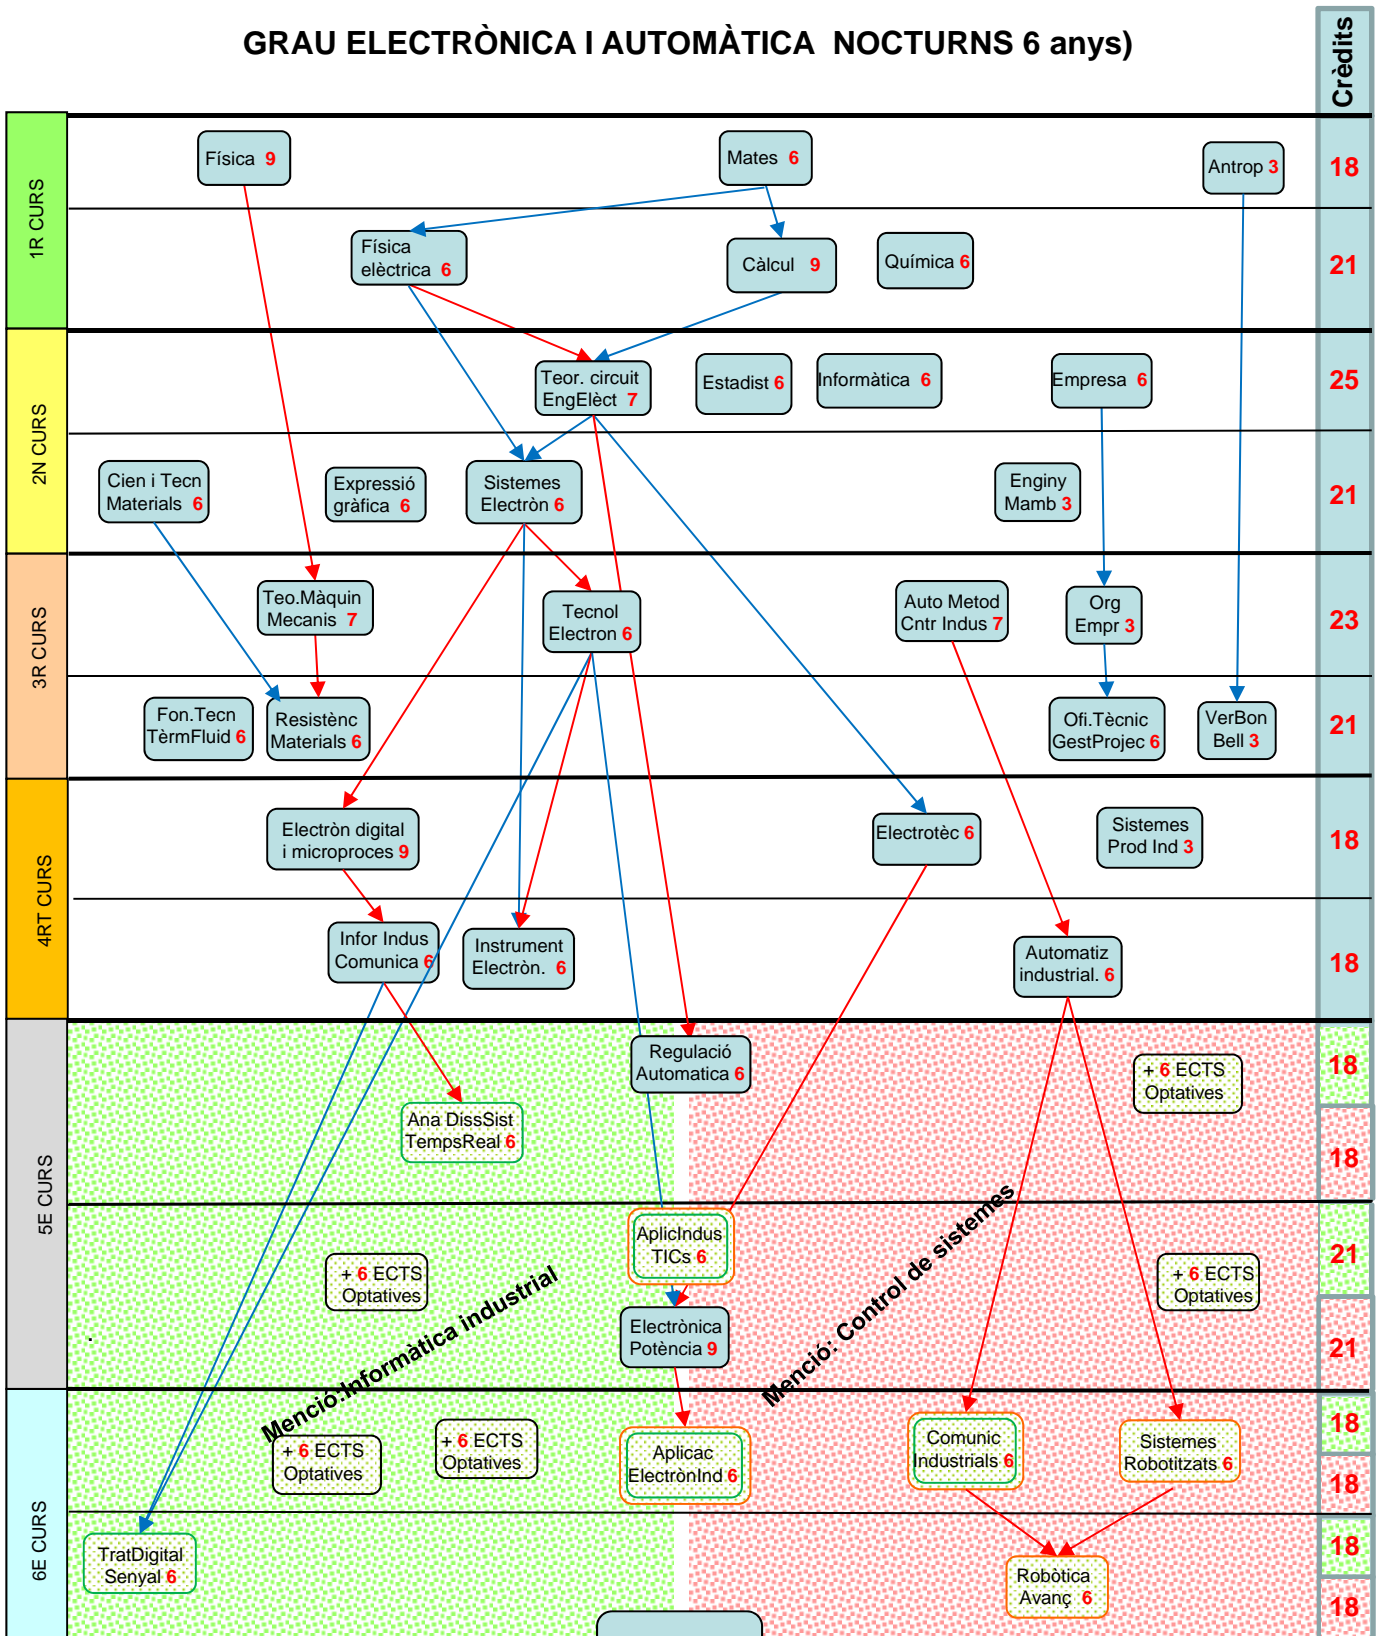 GRAU ELECTRÒNICA I AUTOMÀTICA  NOCTURNS 6 anys)
Crèdits
1R CURS
Física 9
Mates 6
Antrop 3
18
Física
elèctrica 6
Càlcul 9
Química 6
21
2N CURS
Teor. circuit
EngElèct 7
Estadist 6
Informàtica 6
Empresa 6
25
Cien i Tecn
Materials 6
Expressió
gràfica 6
Sistemes
Electròn 6
Enginy
Mamb 3
21
3R CURS
Teo.Màquin
Mecanis 7
Tecnol
Electron 6
Auto Metod
Cntr Indus 7
Org
Empr 3
23
Fon.Tecn
TèrmFluid 6
Resistènc
Materials 6
Ofi.Tècnic
GestProjec 6
VerBon
Bell 3
21
4RT CURS
Electròn digital
i microproces 9
Electrotèc 6
Sistemes
Prod Ind 3
18
Infor Indus
Comunica 6
Instrument
Electròn. 6
Automatiz
industrial. 6
18
5E CURS
Regulació
Automatica 6
+ 6 ECTS
Optatives
18
Ana DissSist
TempsReal 6
18
AplicIndus
TICs 6
+ 6 ECTS
Optatives
+ 6 ECTS
Optatives
21
Electrònica
Potència 9
21
Menció:Informàtica industrial
Menció: Control de sistemes
6E CURS
+ 6 ECTS
Optatives
+ 6 ECTS
Optatives
Aplicac
ElectrònInd 6
Comunic
Industrials 6
Sistemes
Robotitzats 6
18
18
TratDigital
Senyal 6
Robòtica
Avanç 6
18
18